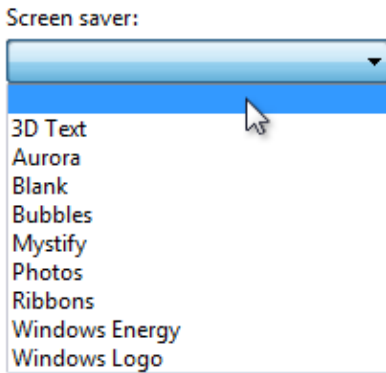 Screen saver:
3D Text
Aurora
Blank
Bubbles
Mystify
Photos
Ribbons
Windows Energy
Windows Logo